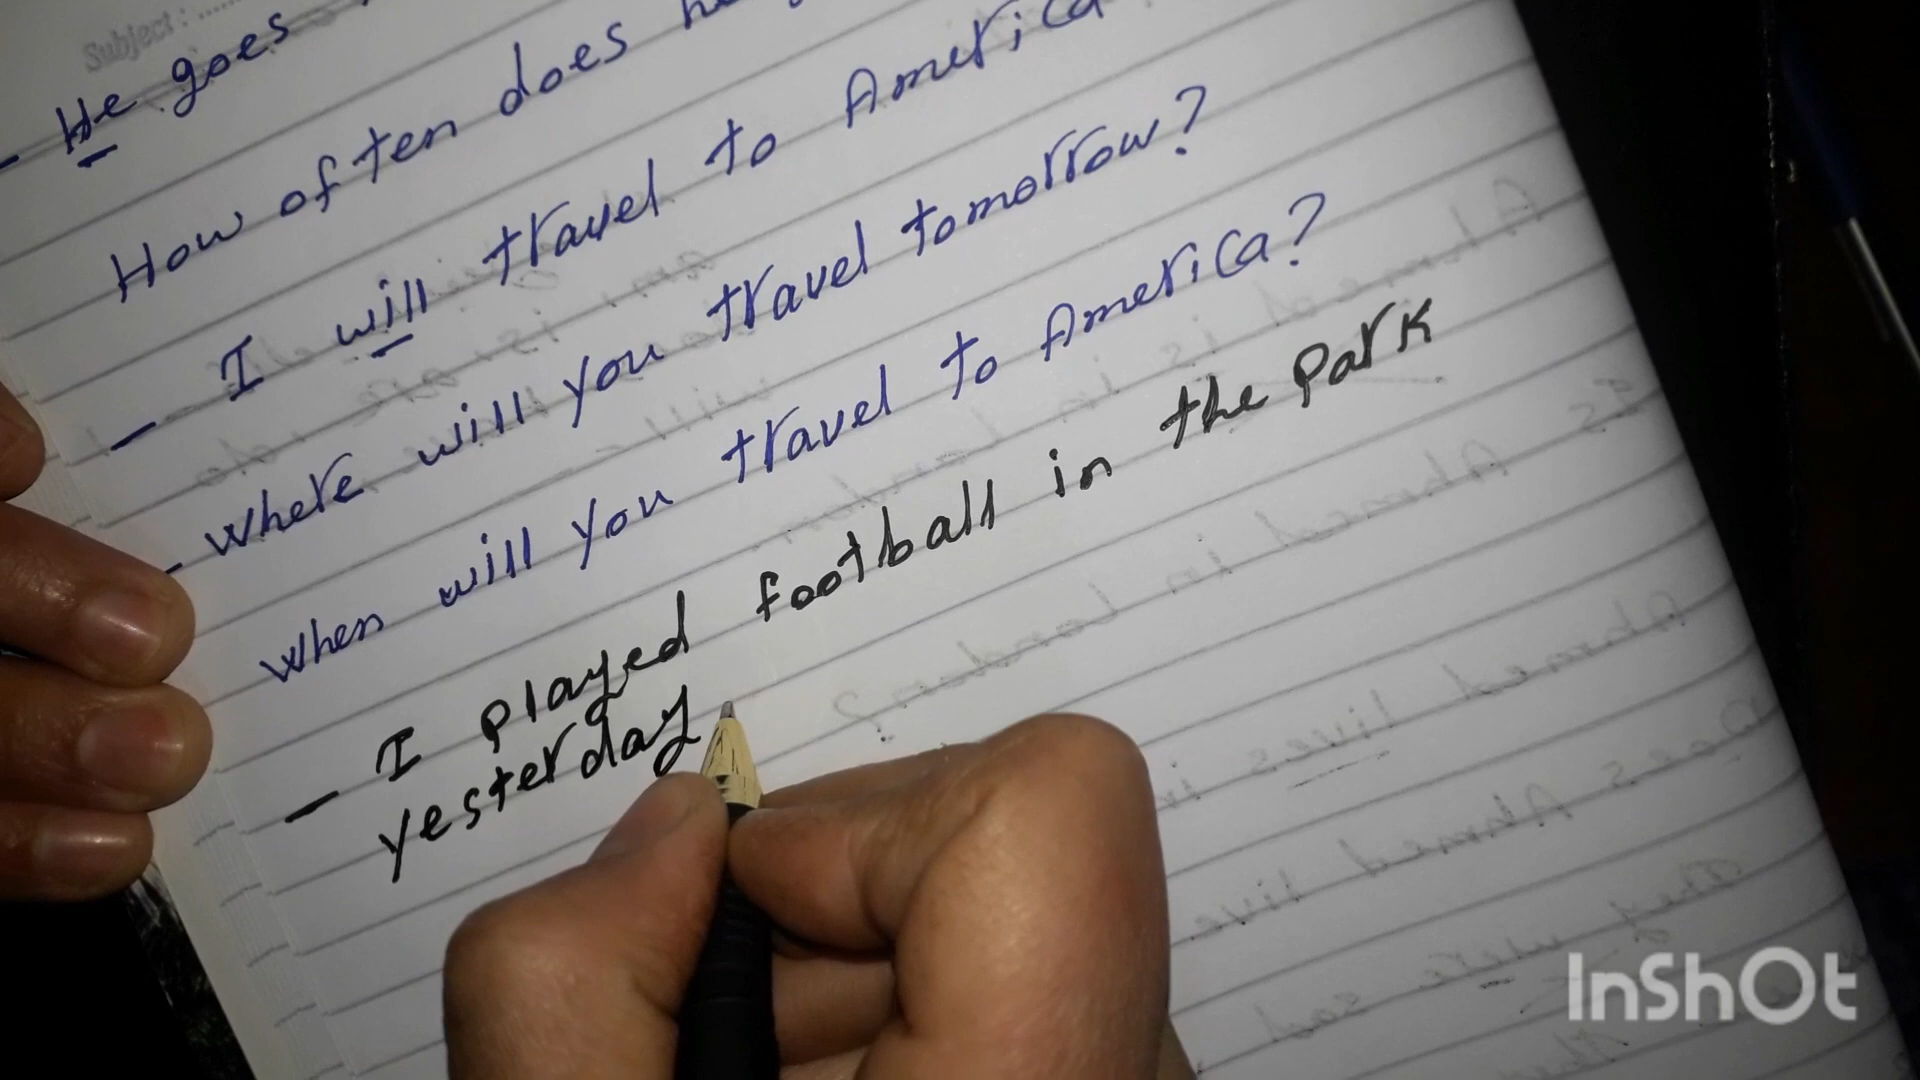 Subject :
- He goes
How often does he
- I will travel to America
- Where will you travel tomorrow?
When will you travel to America?
- I played football in the park
yesterday
InShOt